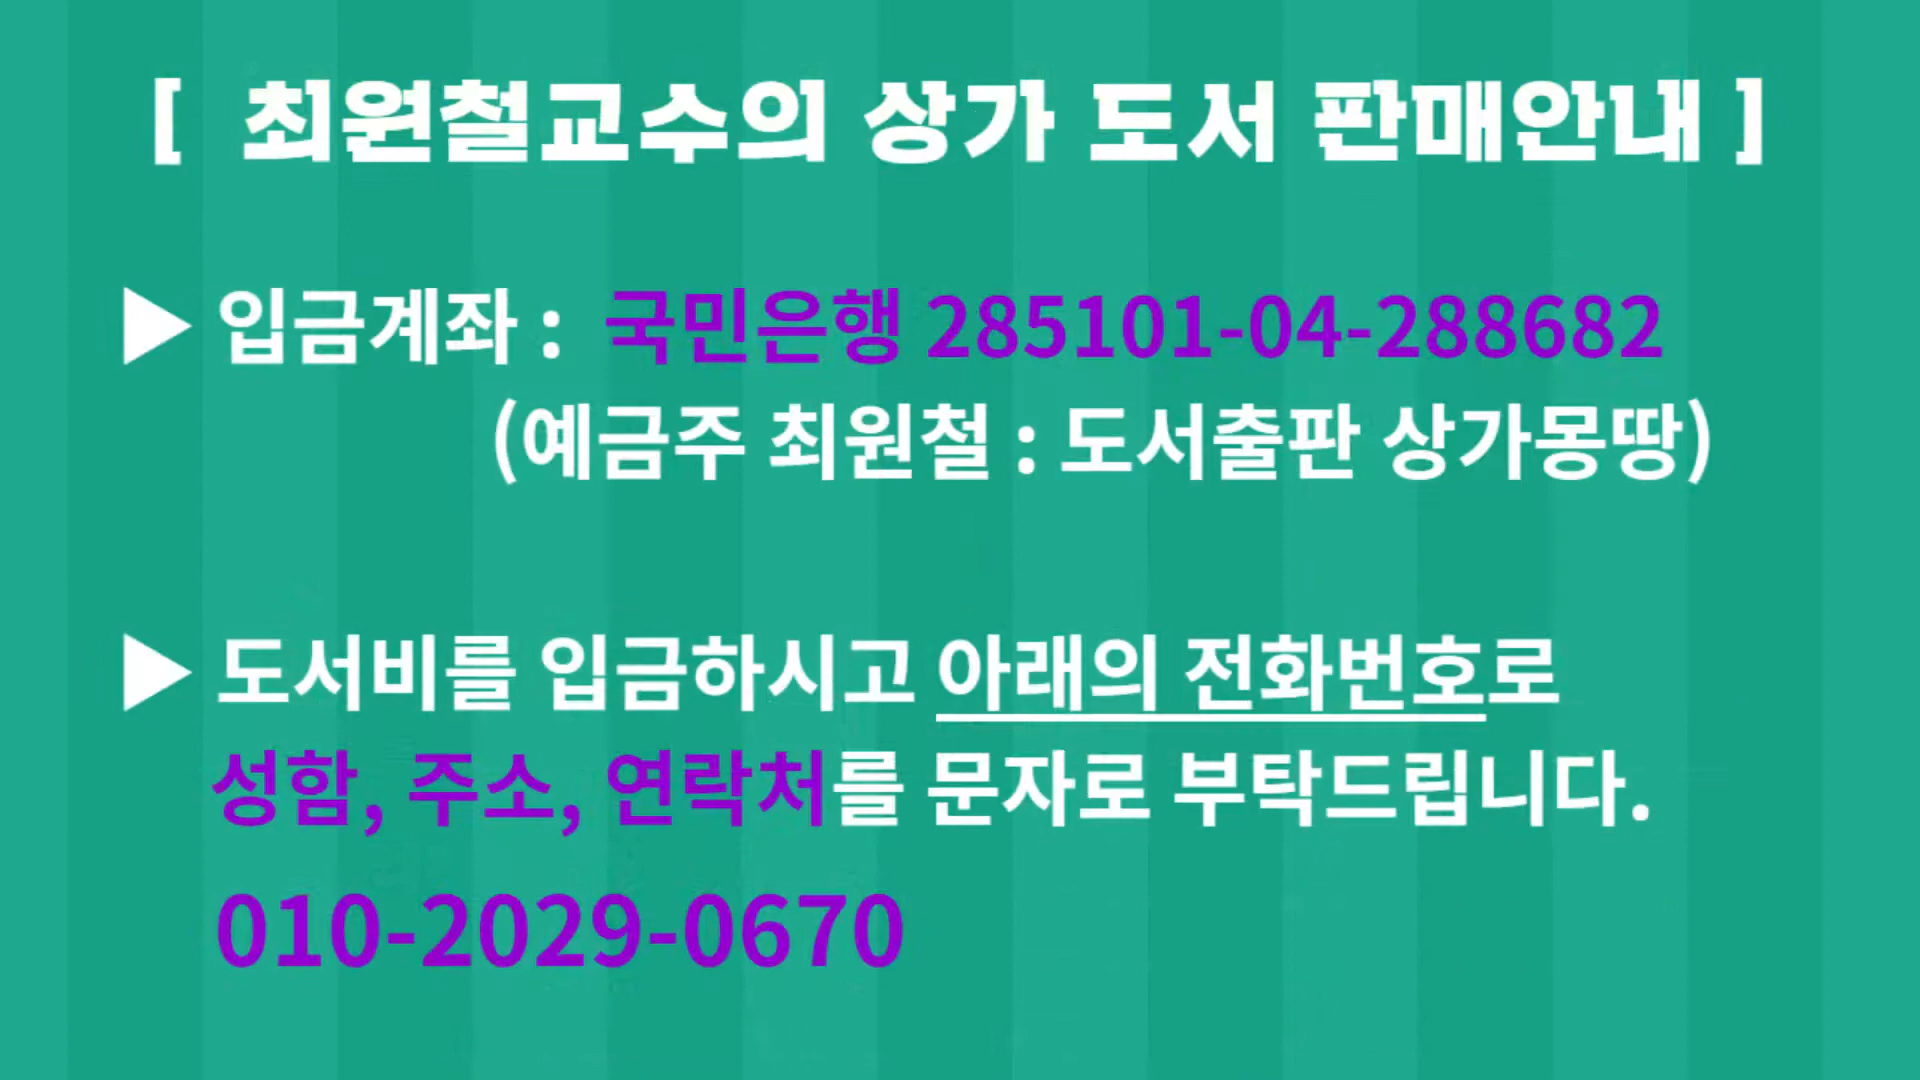 [ 최원철교수의 상가 도서 판매안내 ]
▶ 입금계좌 : 국민은행 285101-04-288682
(예금주 최원철 : 도서출판 상가몽땅)
▶ 도서비를 입금하시고 아래의 전화번호로
성함, 주소, 연락처를 문자로 부탁드립니다.
010-2029-0670